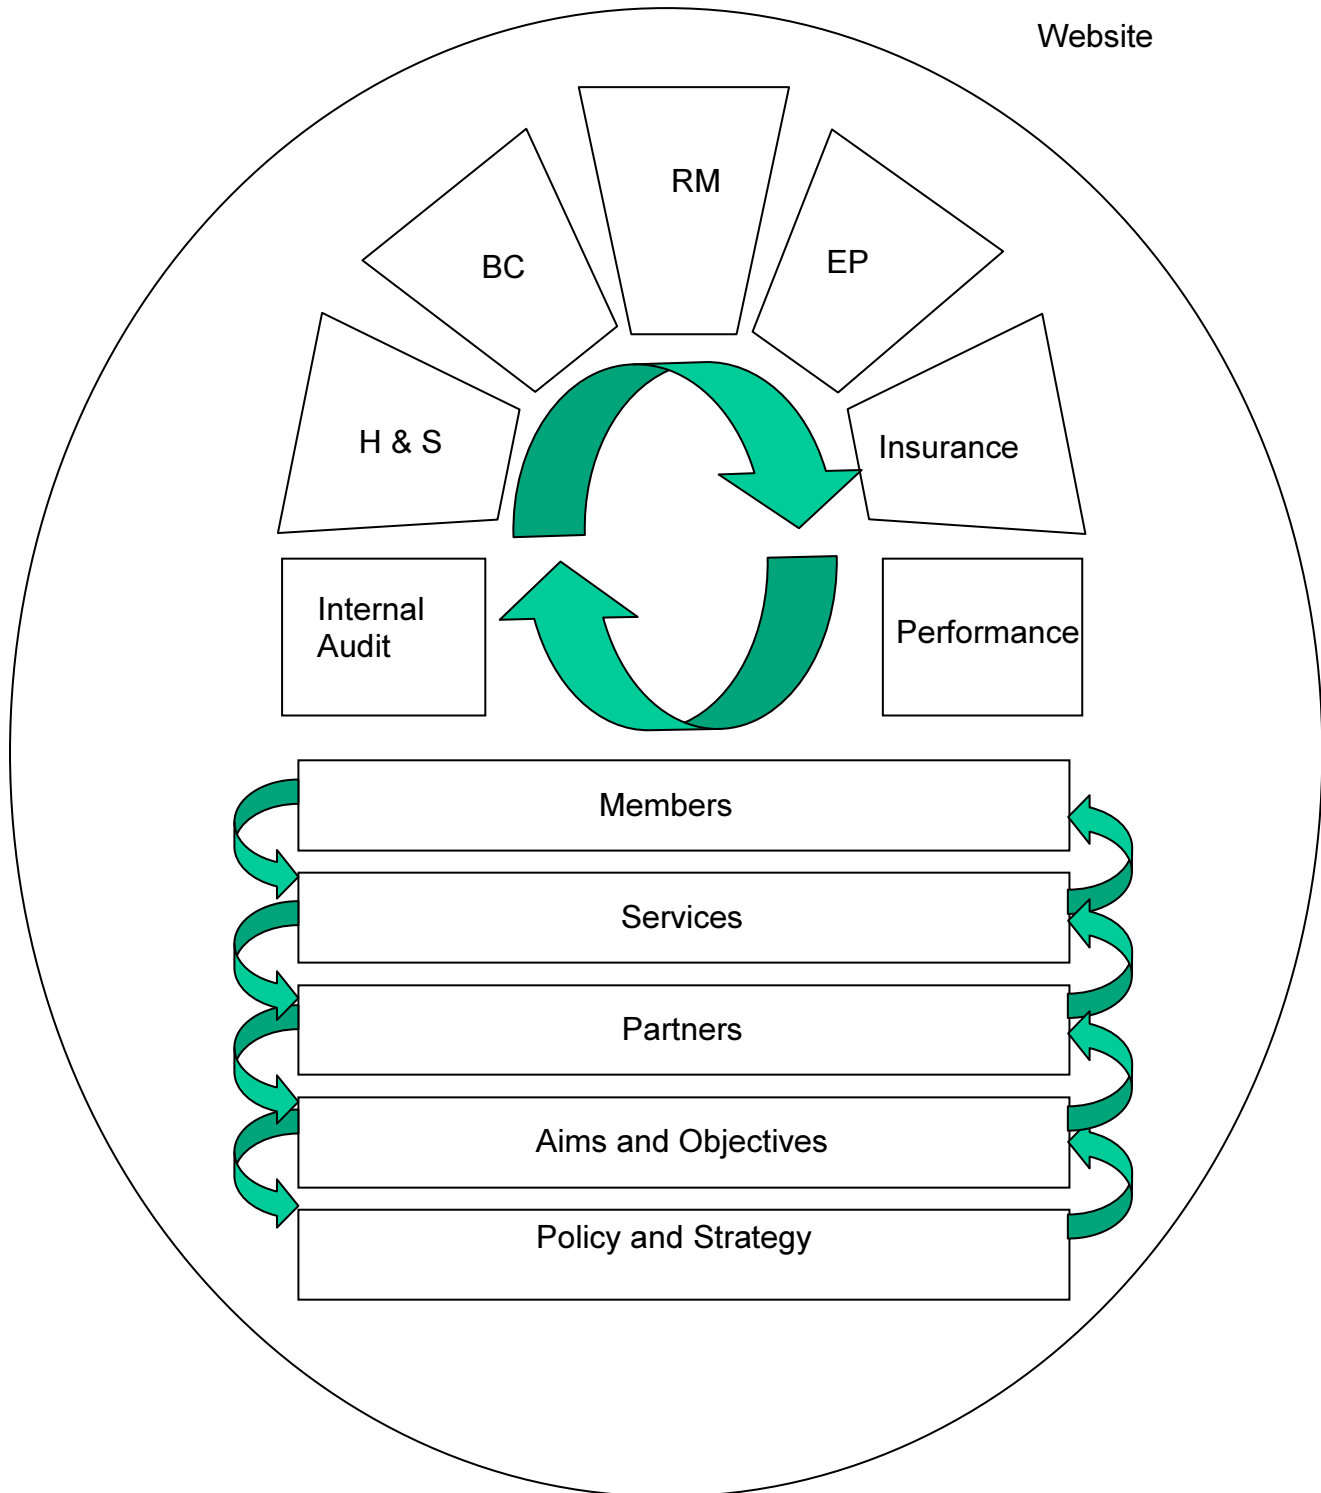 Website
RM
BC
EP
H & S
Insurance
Internal
Audit
Performance
Members
Services
Partners
Aims and Objectives
Policy and Strategy